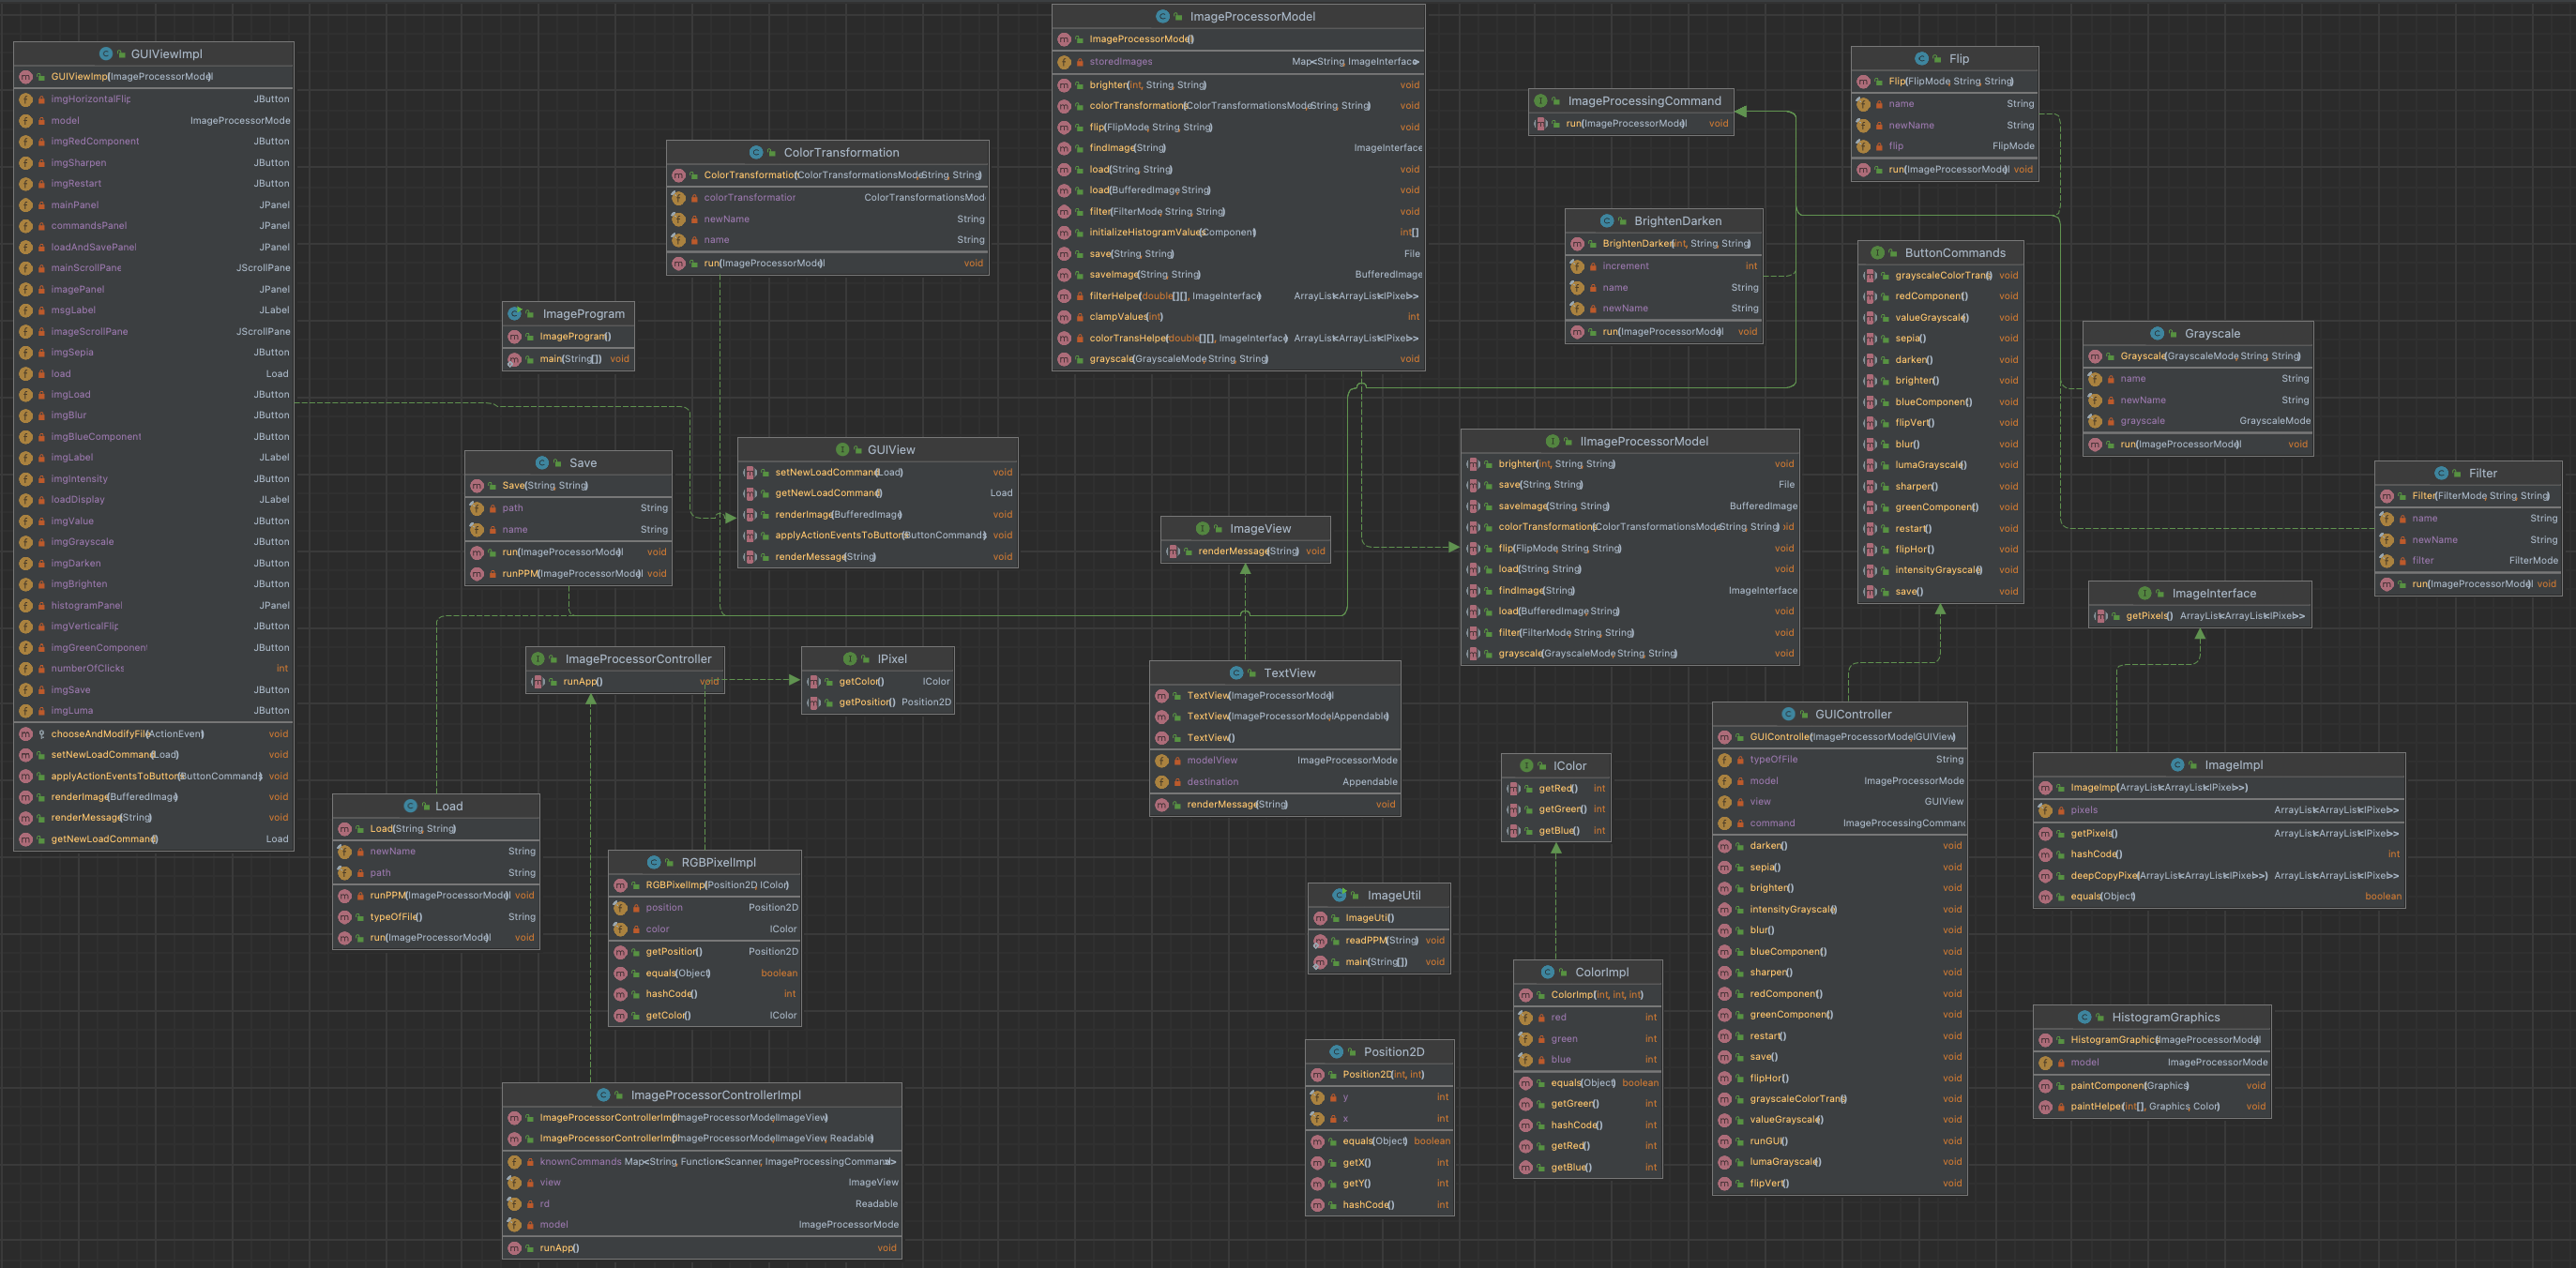 GUIViewImpl
GUIViewImpl(ImageProcessorModel)
imgHorizontalFlip JButton
model ImageProcessorModel
imgRedComponent JButton
imgSharpen JButton
imgRestart JButton
mainPanel JPanel
commandsPanel JPanel
loadAndSavePanel JPanel
mainScrollPane JScrollPane
imagePanel JPanel
msgLabel JLabel
imageScrollPane JScrollPane
imgSepia JButton
load Load
imgLoad JButton
imgBlur JButton
imgBlueComponent JButton
imgLabel JLabel
imgIntensity JButton
loadDisplay JLabel
imgValue JButton
imgGrayscale JButton
imgDarken JButton
imgBrighten JButton
histogramPanel JPanel
imgVerticalFlip JButton
imgGreenComponent JButton
numberOfClicks int
imgSave JButton
imgLuma JButton
chooseAndModifyFile(ActionEvent) void
setNewLoadCommand(Load) void
applyActionEventsToButtons(ButtonCommands) void
renderImage(BufferedImage) void
renderMessage(String) void
getNewLoadCommand() Load
ColorTransformation
ColorTransformation(ColorTransformationsMode, String, String)
colorTransformation ColorTransformationsMode
newName String
name String
run(ImageProcessorModel) void
ImageProgram
ImageProgram()
main(String[]) void
Save
Save(String, String)
path String
name String
run(ImageProcessorModel) void
runPPM(ImageProcessorModel) void
GUIView
setNewLoadCommand(Load) void
getNewLoadCommand() Load
renderImage(BufferedImage) void
applyActionEventsToButtons(ButtonCommands) void
renderMessage(String) void
ImageProcessorController
runApp() void
IPixel
getColor() IColor
getPosition() Position2D
Load
Load(String, String)
newName String
path String
runPPM(ImageProcessorModel) void
typeOfFile() String
run(ImageProcessorModel) void
RGBPixelImpl
RGBPixelImpl(Position2D, IColor)
position Position2D
color IColor
getPosition() Position2D
equals(Object) boolean
hashCode() int
getColor() IColor
ImageProcessorControllerImpl
ImageProcessorControllerImpl(ImageProcessorModel, ImageView)
ImageProcessorControllerImpl(ImageProcessorModel, ImageView, Readable)
knownCommands Map<String, Function<Scanner, ImageProcessingCommand>>
view ImageView
rd Readable
model ImageProcessorModel
runApp() void
ImageProcessorModel
ImageProcessorModel()
storedImages Map<String, ImageInterface>
brighten(int, String, String) void
colorTransformations(ColorTransformationsMode, String, String) void
flip(FlipMode, String, String) void
findImage(String) ImageInterface
load(String, String) void
load(BufferedImage, String) void
filter(FilterMode, String, String) void
initializeHistogramValues(Component) int[]
save(String, String) File
saveImage(String, String) BufferedImage
filterHelper(double[][], ImageInterface) ArrayList<ArrayList<IPixel>>
clampValues(int) int
colorTransHelper(double[][], ImageInterface) ArrayList<ArrayList<IPixel>>
grayscale(GrayscaleMode, String, String) void
ImageView
renderMessage(String) void
TextView
TextView(ImageProcessorModel)
TextView(ImageProcessorModel, Appendable)
TextView()
modelView ImageProcessorModel
destination Appendable
renderMessage(String) void
ImageUtil
ImageUtil()
readPPM(String) void
main(String[]) void
Position2D
Position2D(int, int)
y int
x int
equals(Object) boolean
getX() int
getY() int
hashCode() int
ImageProcessingCommand
run(ImageProcessorModel) void
BrightenDarken
BrightenDarken(int, String, String)
increment int
name String
newName String
run(ImageProcessorModel) void
IImageProcessorModel
brighten(int, String, String) void
save(String, String) File
saveImage(String, String) BufferedImage
colorTransformations(ColorTransformationsMode, String, String) void
flip(FlipMode, String, String) void
load(String, String) void
findImage(String) ImageInterface
load(BufferedImage, String) void
filter(FilterMode, String, String) void
grayscale(GrayscaleMode, String, String) void
IColor
getRed() int
getGreen() int
getBlue() int
ColorImpl
ColorImpl(int, int, int)
red int
green int
blue int
equals(Object) boolean
getGreen() int
hashCode() int
getRed() int
getBlue() int
Flip
Flip(FlipMode, String, String)
name String
newName String
flip FlipMode
run(ImageProcessorModel) void
ButtonCommands
grayscaleColorTrans() void
redComponent() void
valueGrayscale() void
sepia() void
darken() void
brighten() void
blueComponent() void
flipVert() void
blur() void
lumaGrayscale() void
sharpen() void
greenComponent() void
restart() void
flipHor() void
intensityGrayscale() void
save() void
GUIController
GUIController(ImageProcessorModel, GUIView)
typeOfFile String
model ImageProcessorModel
view GUIView
command ImageProcessingCommand
darken() void
sepia() void
brighten() void
intensityGrayscale() void
blur() void
blueComponent() void
sharpen() void
redComponent() void
greenComponent() void
restart() void
save() void
flipHor() void
grayscaleColorTrans() void
valueGrayscale() void
runGUI() void
lumaGrayscale() void
flipVert() void
Grayscale
Grayscale(GrayscaleMode, String, String)
name String
newName String
grayscale GrayscaleMode
run(ImageProcessorModel) void
Filter
Filter(FilterMode, String, String)
name String
newName String
filter FilterMode
run(ImageProcessorModel) void
ImageInterface
getPixels() ArrayList<ArrayList<IPixel>>
ImageImpl
ImageImpl(ArrayList<ArrayList<IPixel>>)
pixels ArrayList<ArrayList<IPixel>>
getPixels() ArrayList<ArrayList<IPixel>>
hashCode() int
deepCopyPixel(ArrayList<ArrayList<IPixel>>) ArrayList<ArrayList<IPixel>>
equals(Object) boolean
HistogramGraphics
HistogramGraphics(ImageProcessorModel)
model ImageProcessorModel
paintComponent(Graphics) void
paintHelper(int[], Graphics, Color) void